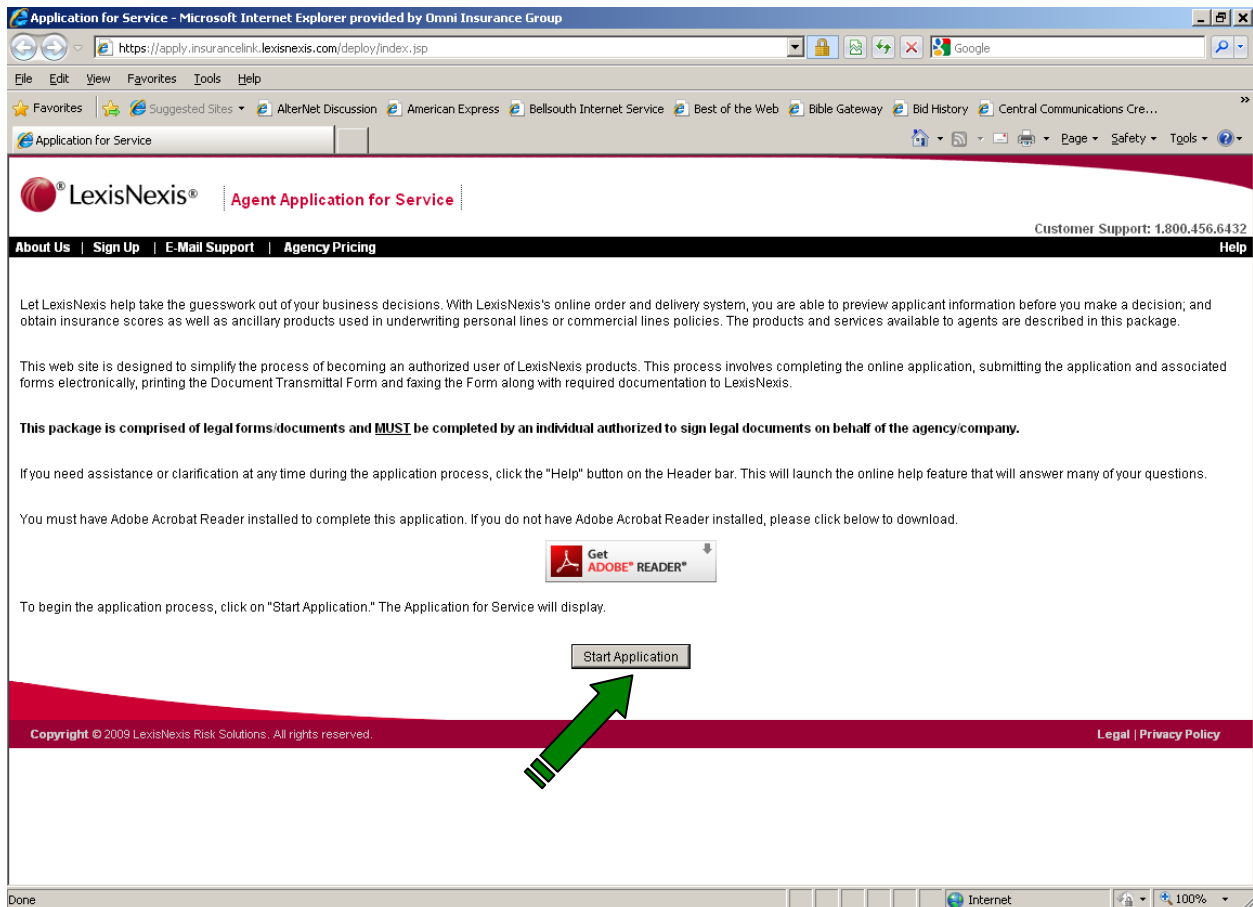 Application for Service - Microsoft Internet Explorer provided by Omni Insurance Group
https://apply.insurancelink.lexisnexis.com/deploy/index.jsp
Google
File Edit View Favorites Tools Help
Favorites Suggested Sites AlterNet Discussion American Express Bellsouth Internet Service Best of the Web Bible Gateway Bid History Central Communications Cre... »
Application for Service
Page Safety Tools
® LexisNexis® Agent Application for Service
Customer Support: 1.800.456.6432
About Us | Sign Up | E-Mail Support | Agency Pricing Help
Let LexisNexis help take the guesswork out of your business decisions. With LexisNexis's online order and delivery system, you are able to preview applicant information before you make a decision; and
obtain insurance scores as well as ancillary products used in underwriting personal lines or commercial lines policies. The products and services available to agents are described in this package.
This web site is designed to simplify the process of becoming an authorized user of LexisNexis products. This process involves completing the online application, submitting the application and associated
forms electronically, printing the Document Transmittal Form and faxing the Form along with required documentation to LexisNexis.
This package is comprised of legal forms/documents and MUST be completed by an individual authorized to sign legal documents on behalf of the agency/company.
If you need assistance or clarification at any time during the application process, click the "Help" button on the Header bar. This will launch the online help feature that will answer many of your questions.
You must have Adobe Acrobat Reader installed to complete this application. If you do not have Adobe Acrobat Reader installed, please click below to download.
Get
ADOBE® READER®
To begin the application process, click on "Start Application." The Application for Service will display.
Start Application
Copyright © 2009 LexisNexis Risk Solutions. All rights reserved. Legal | Privacy Policy
Done Internet 100%